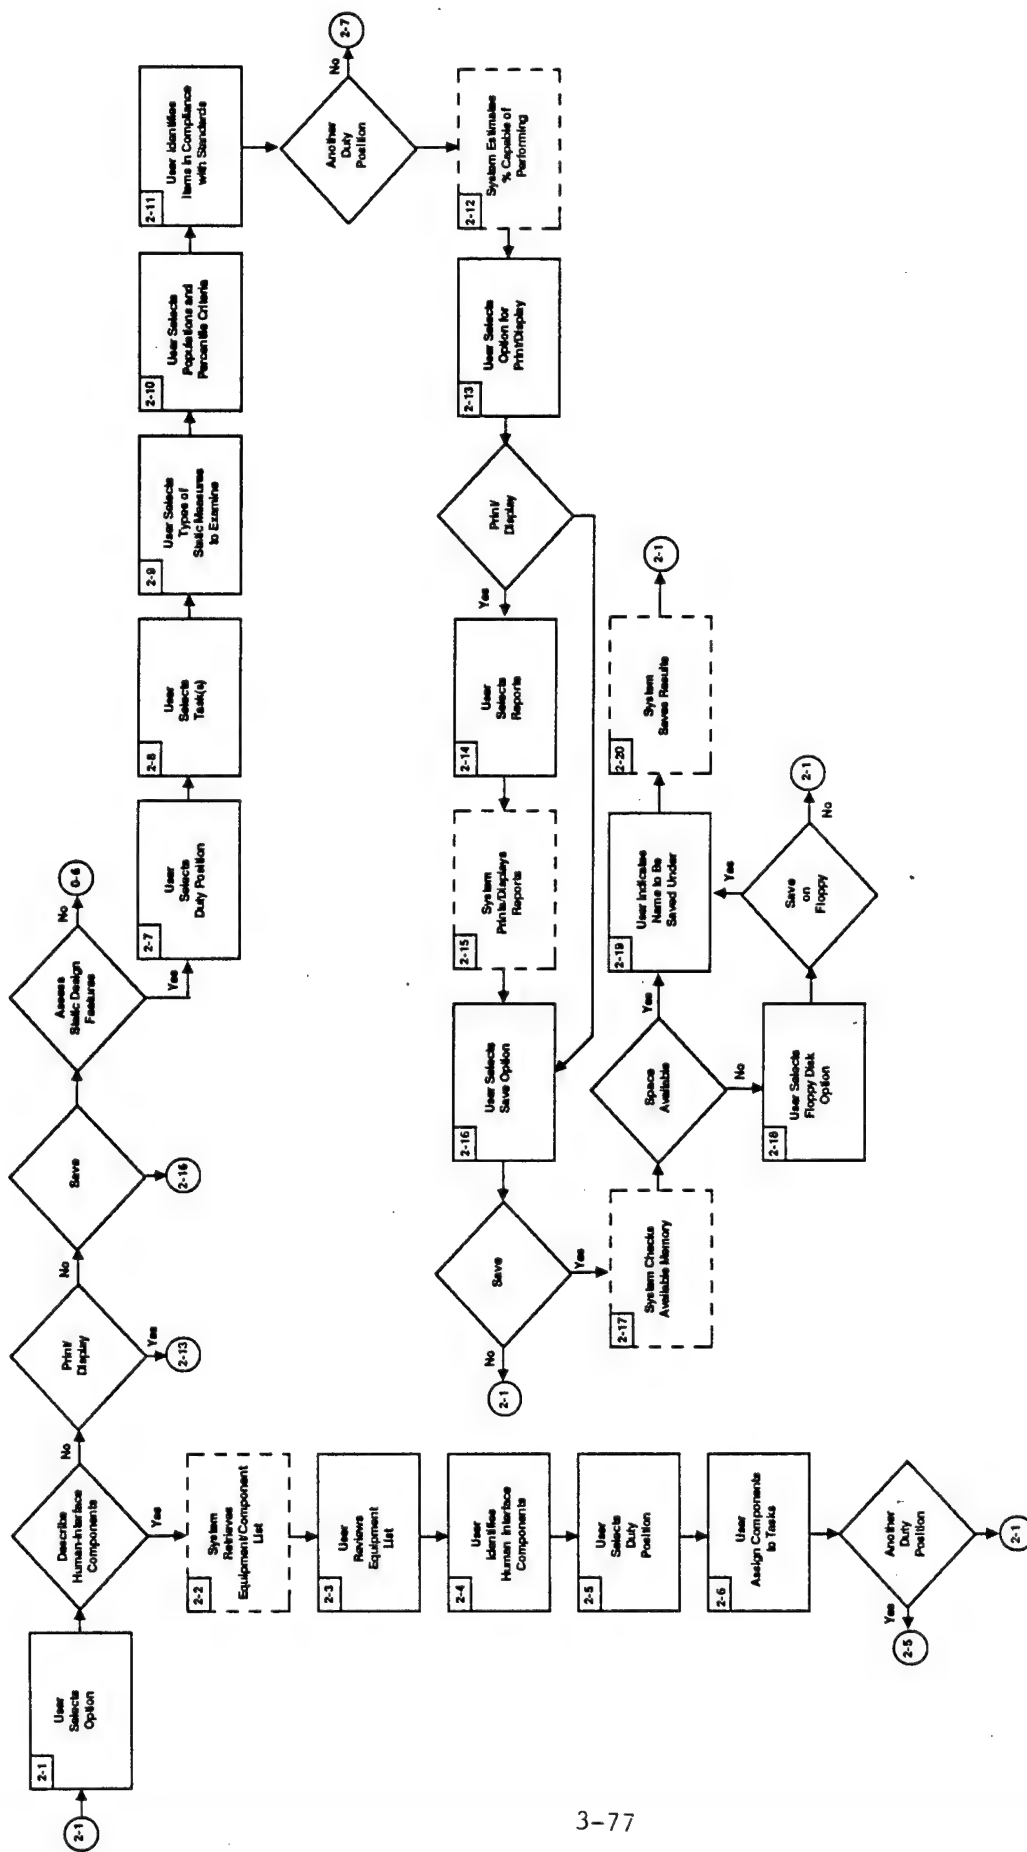 2-1
2-1
User
Selects
Option
Describe
Human-Interface
Components
No
Yes
Print/
Display
No
Yes
2-13
Save
2-16
Assess
Static Design
Features
No
0-6
Yes
2-2
System
Retrieves
Equipment/Component
List
2-3
User
Reviews
Equipment
List
2-4
User
Identifies
Human Interface
Components
2-5
User
Selects
Duty
Position
2-6
User
Assign Components
to Tasks
Another
Duty
Position
Yes
2-5
2-1
2-7
User
Selects
Duty Position
2-8
User
Selects
Task(s)
2-9
User Selects
Types of
Static Measures
to Examine
2-10
User Selects
Populations and
Percentile Criteria
2-11
User Identifies
Items in Compliance
with Standards
Another
Duty
Position
No
2-7
2-12
System Estimates
% Capable of
Performing
2-13
User Selects
Option for
Print/Display
Print/
Display
Yes
2-14
User
Selects
Reports
2-15
System
Prints/Displays
Reports
2-16
User Selects
Save Option
Save
No
2-1
Yes
2-17
System Checks
Available Memory
Space
Available
Yes
No
2-18
User Selects
Floppy Disk
Option
Save
on
Floppy
Yes
No
2-1
2-19
User Indicates
Name to Be
Saved Under
2-20
System
Saves Results
2-1
3-77